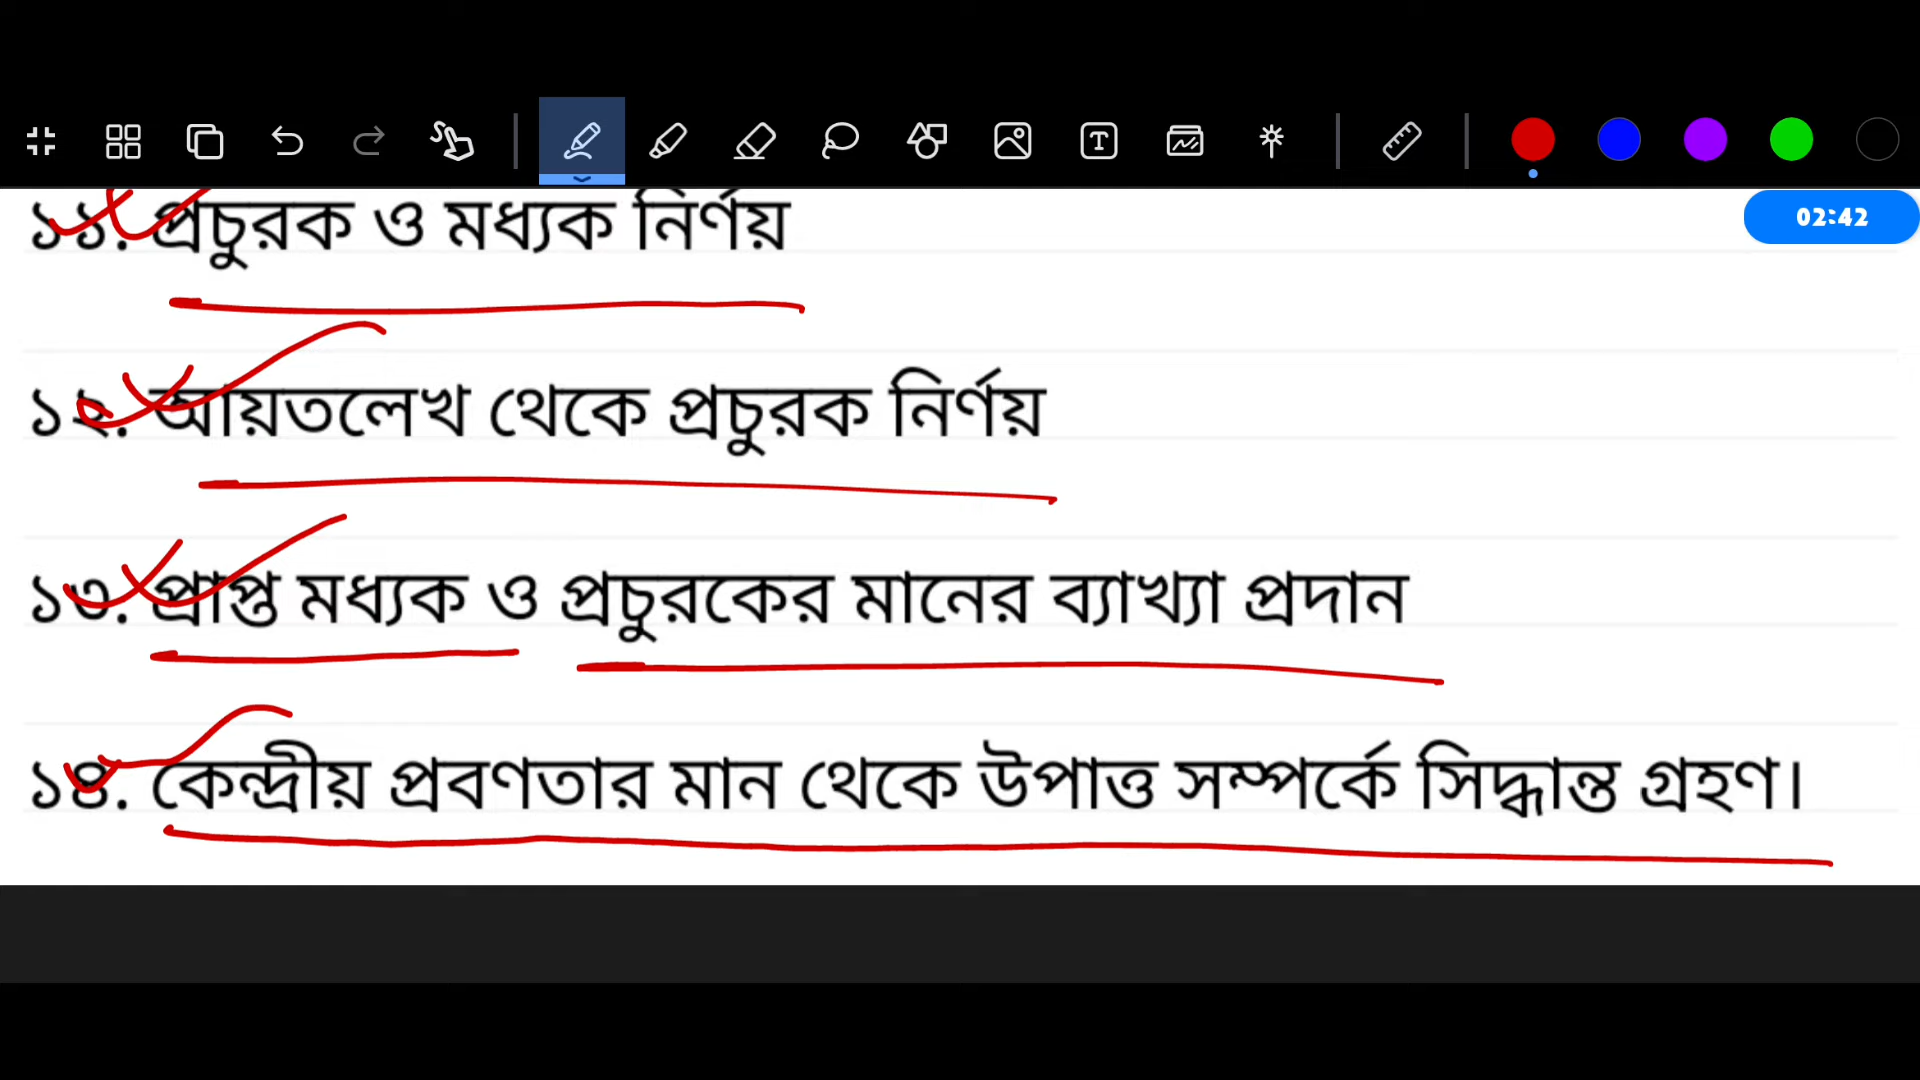 02:42
১১. প্রচুরক ও মধ্যক নির্ণয়
১২. আয়তলেখ থেকে প্রচুরক নির্ণয়
১৩. প্রাপ্ত মধ্যক ও প্রচুরকের মানের ব্যাখ্যা প্রদান
১৪. কেন্দ্রীয় প্রবণতার মান থেকে উপাত্ত সম্পর্কে সিদ্ধান্ত গ্রহণ।